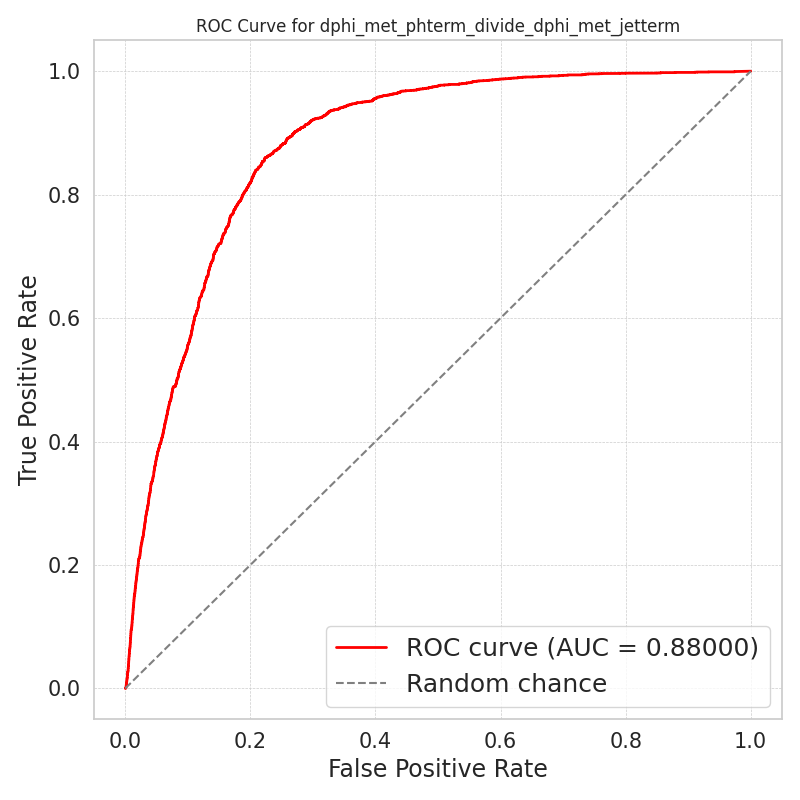 ROC Curve for dphi_met_phterm_divide_dphi_met_jetterm
1.0
0.8
0.6
0.4
0.2
0.0
True Positive Rate
ROC curve (AUC = 0.88000)
Random chance
0.0 0.2 0.4 0.6 0.8 1.0
False Positive Rate